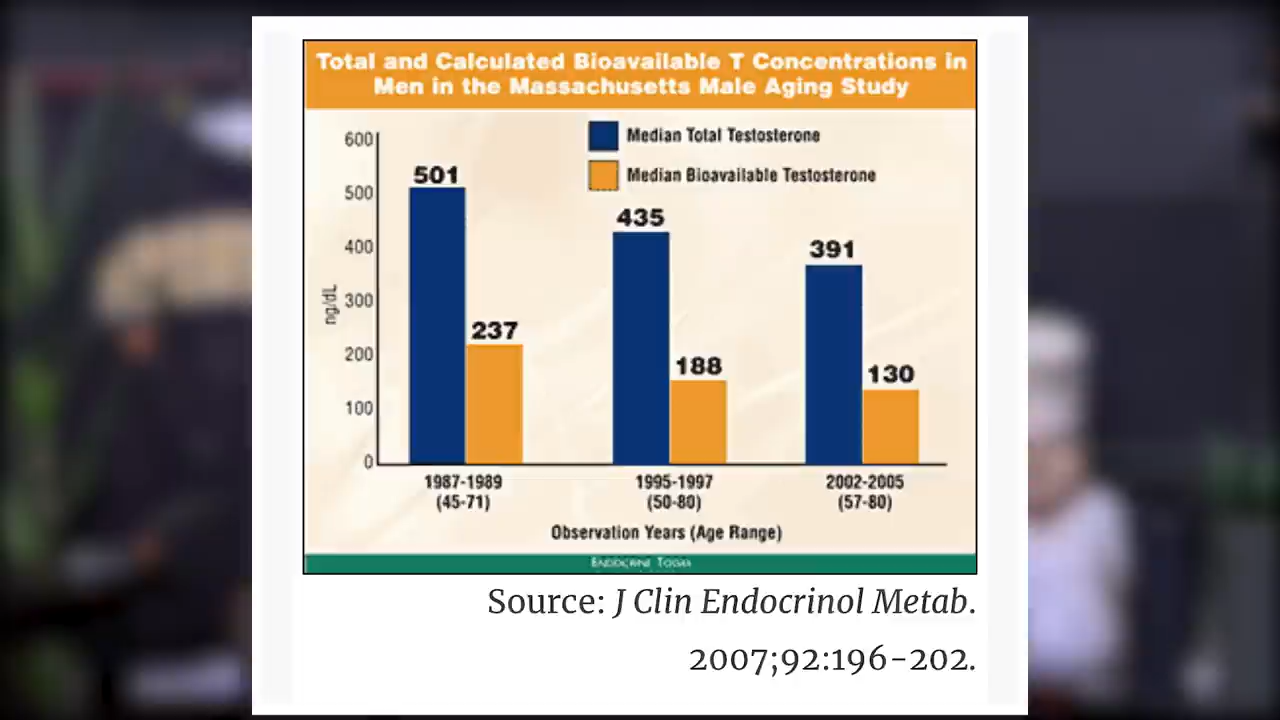 Total and Calculated Bioavailable T Concentrations in
Men in the Massachusetts Male Aging Study
Median Total Testosterone
Median Bioavailable Testosterone
ng/dL
600
500
400
300
200
100
0
501
237
435
188
391
130
1987-1989
(45-71)
1995-1997
(50-80)
2002-2005
(57-80)
Observation Years (Age Range)
ENDOCRINE TODAY
Source: J Clin Endocrinol Metab.
2007;92:196-202.